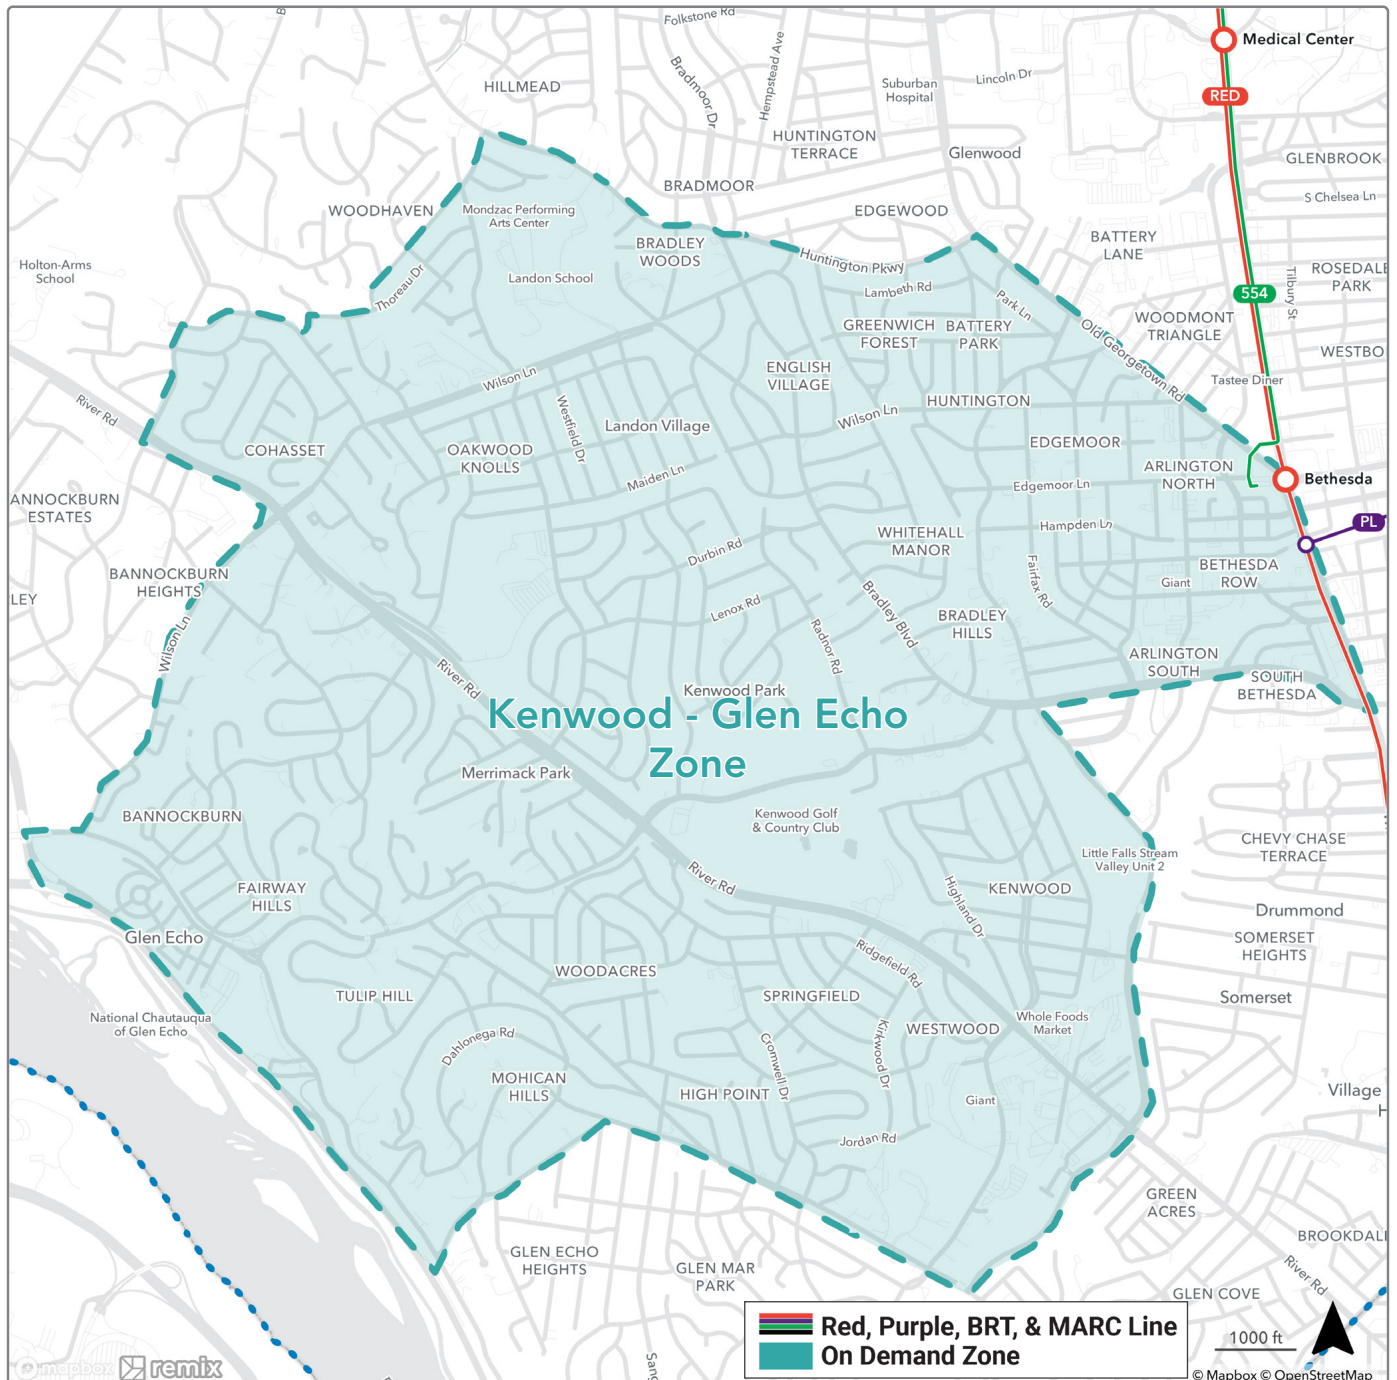 Folkstone Rd
Medical Center
Bradmoor Dr
Hempstead Ave
Lincoln Dr
HILLMEAD
Suburban
Hospital
RED
HUNTINGTON
TERRACE
Glenwood
GLENBROOK
BRADMOOR
S Chelsea Ln
WOODHAVEN
Mondzac Performing
Arts Center
EDGEWOOD
BRADLEY
WOODS
BATTERY
LANE
Holton-Arms
School
Landon School
Huntington Pkwy
ROSEDALE
PARK
Thoreau Dr
Lambeth Rd
Park Ln
554
Tilbury St
GREENWICH
FOREST
BATTERY
PARK
WOODMONT
TRIANGLE
Old Georgetown Rd
WESTBO
ENGLISH
VILLAGE
Wilson Ln
Tastee Diner
River Rd
Westfield Dr
Landon Village
Wilson Ln
HUNTINGTON
COHASSET
OAKWOOD
KNOLLS
EDGEMOOR
Maiden Ln
ARLINGTON
NORTH
Edgemoor Ln
Bethesda
ANNOCKBURN
ESTATES
PL
Hampden Ln
WHITEHALL
MANOR
Durbin Rd
BANNOCKBURN
HEIGHTS
Fairfax Rd
BETHESDA
ROW
Giant
LEY
Lenox Rd
Bradley Blvd
BRADLEY
HILLS
Wilson Ln
Radnor Rd
ARLINGTON
SOUTH
River Rd
SOUTH
BETHESDA
Kenwood Park
Kenwood - Glen Echo
Zone
Merrimack Park
BANNOCKBURN
Kenwood Golf
& Country Club
CHEVY CHASE
TERRACE
Little Falls Stream
Valley Unit 2
River Rd
FAIRWAY
HILLS
Highland Dr
KENWOOD
Drummond
Glen Echo
SOMERSET
HEIGHTS
Ridgefield Rd
WOODACRES
TULIP HILL
SPRINGFIELD
Somerset
National Chautauqua
of Glen Echo
Whole Foods
Market
WESTWOOD
Dahlonega Rd
Cromwell Dr
Kirkwood Dr
MOHICAN
HILLS
HIGH POINT
Giant
Village
H
Jordan Rd
GREEN
ACRES
GLEN ECHO
HEIGHTS
GLEN MAR
PARK
BROOKDALE
River Rd
GLEN COVE
Red, Purple, BRT, & MARC Line
On Demand Zone
1000 ft
mapbox
remix
Sang
© Mapbox © OpenStreetMap